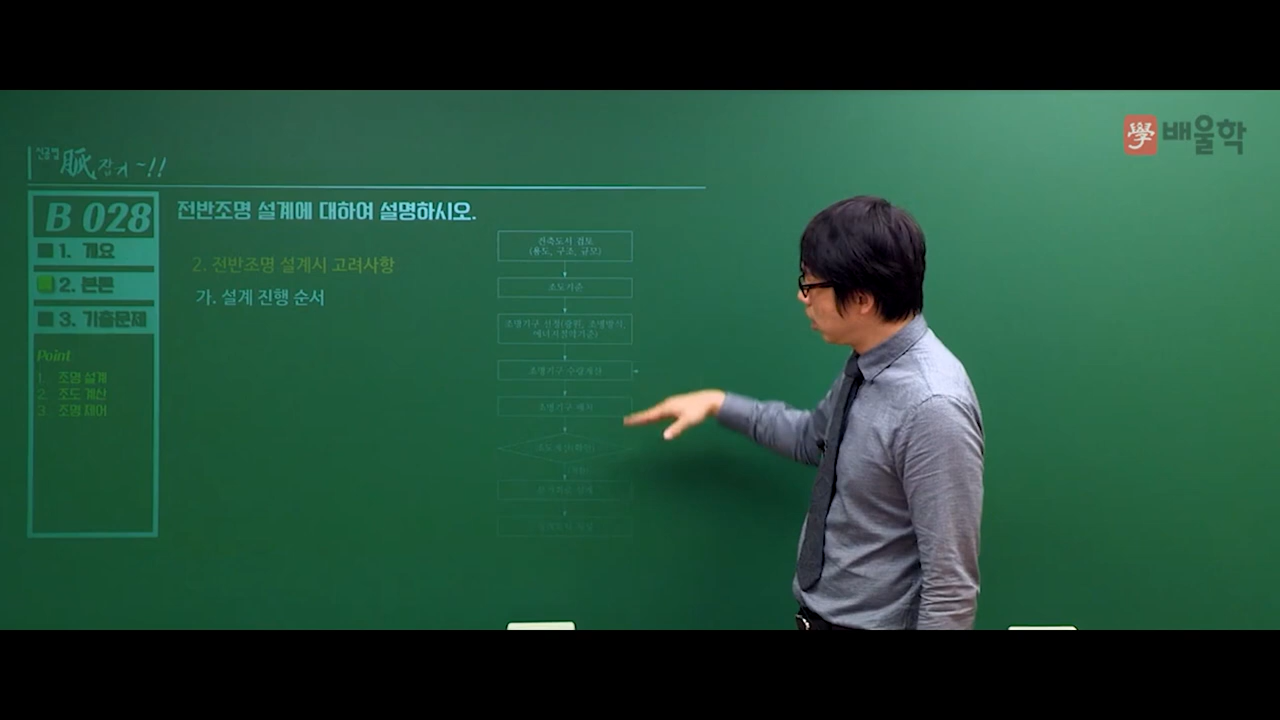 學 배울학
脈 잡기 ~!!
B 028
전반조명 설계에 대하여 설명하시오.
1. 개요
2. 본론
3. 기출문제
Point
1. 조명 설계
2. 조도 계산
3. 조명 제어
2. 전반조명 설계시 고려사항
가. 설계 진행 순서
건축도서 검토
(용도, 구조, 규모)
조도기준
조명기구 선정(광원, 조명방식,
에너지절약기준)
조명기구 수량계산
조명기구 배치